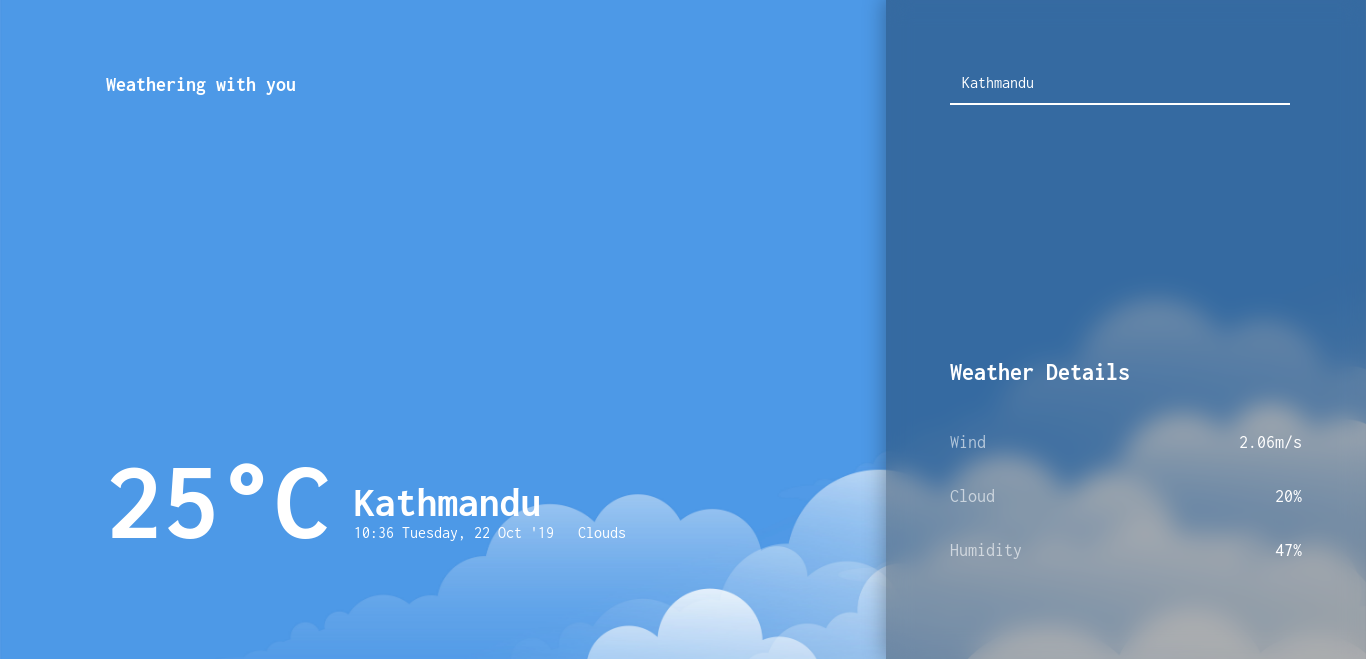 Weathering with you
Kathmandu
25°C
Kathmandu
10:36 Tuesday, 22 Oct '19 Clouds
Weather Details
Wind 2.06m/s
Cloud 20%
Humidity 47%